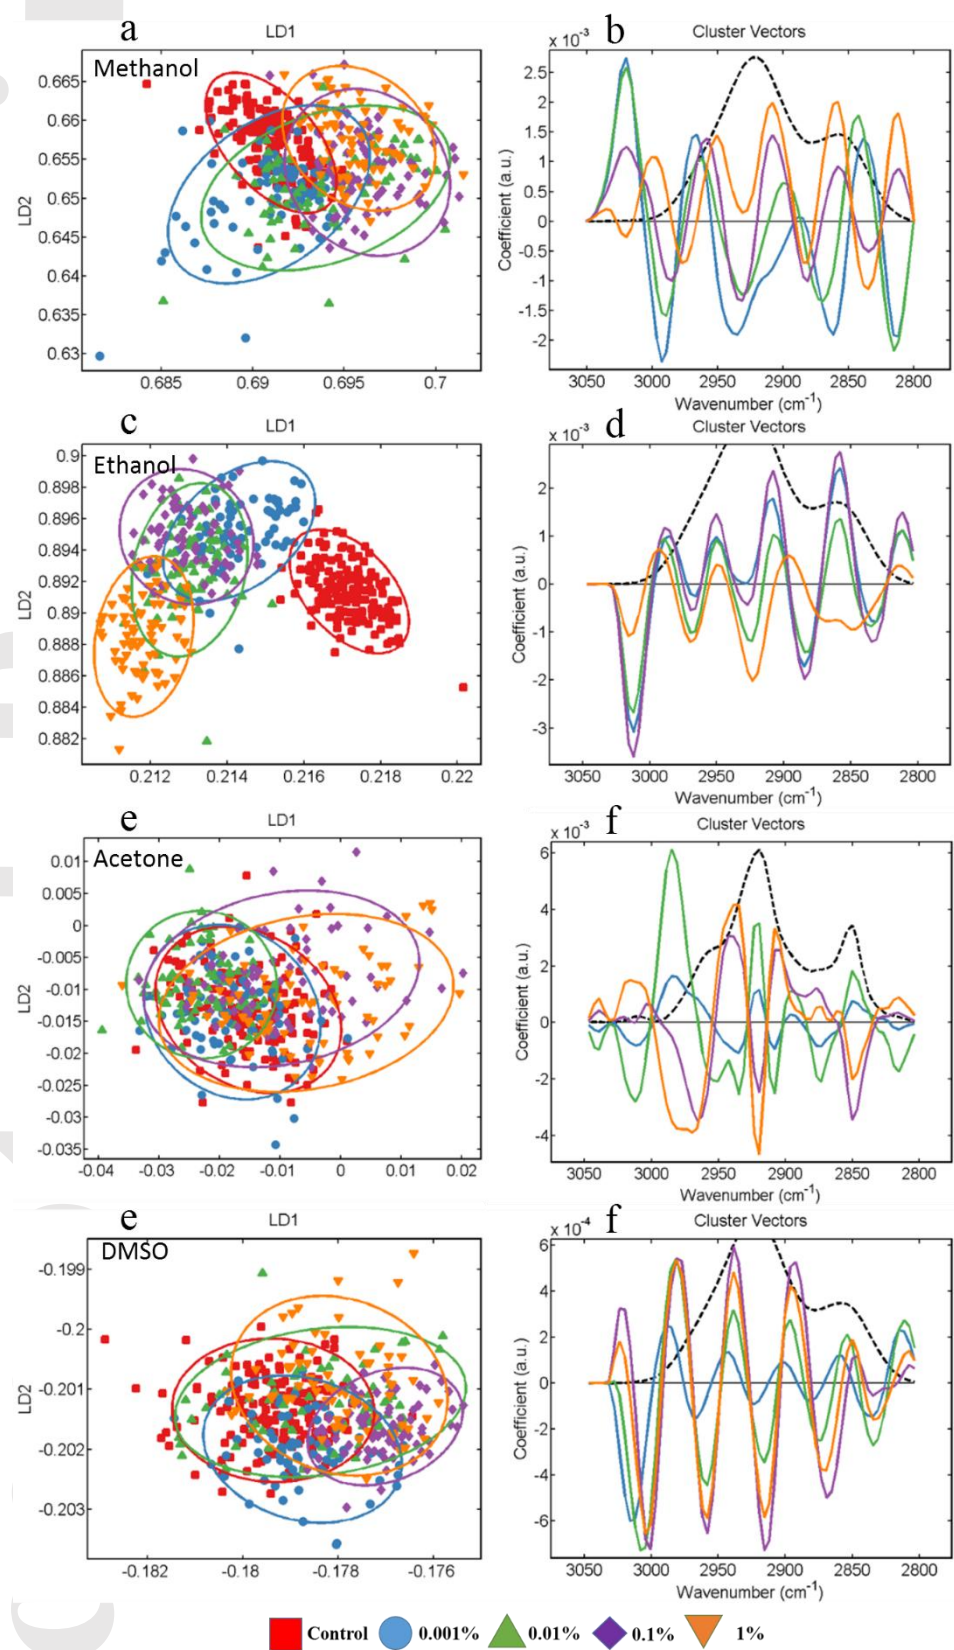 a
LD1
Methanol
0.665
0.66
0.655
0.65
0.645
0.64
0.635
0.63
LD2
0.685 0.69 0.695 0.7
b
Cluster Vectors
x 10-3
2.5
2
1.5
1
0.5
0
-0.5
-1
-1.5
-2
Coefficient (a.u.)
3050 3000 2950 2900 2850 2800
Wavenumber (cm-1)
c
LD1
Ethanol
0.9
0.898
0.896
0.894
0.892
0.89
0.888
0.886
0.884
0.882
LD2
0.212 0.214 0.216 0.218 0.22
d
Cluster Vectors
x 10-3
2
1
0
-1
-2
-3
Coefficient (a.u.)
3050 3000 2950 2900 2850 2800
Wavenumber (cm-1)
e
LD1
Acetone
0.01
0.005
0
-0.005
-0.01
-0.015
-0.02
-0.025
-0.03
-0.035
LD2
-0.04 -0.03 -0.02 -0.01 0 0.01 0.02
f
Cluster Vectors
x 10-3
6
4
2
0
-2
-4
Coefficient (a.u.)
3050 3000 2950 2900 2850 2800
Wavenumber (cm-1)
e
LD1
DMSO
-0.199
-0.2
-0.201
-0.202
-0.203
LD2
-0.182 -0.18 -0.178 -0.176
f
Cluster Vectors
x 10-4
6
4
2
0
-2
-4
-6
Coefficient (a.u.)
3050 3000 2950 2900 2850 2800
Wavenumber (cm-1)
Control 0.001% 0.01% 0.1% 1%